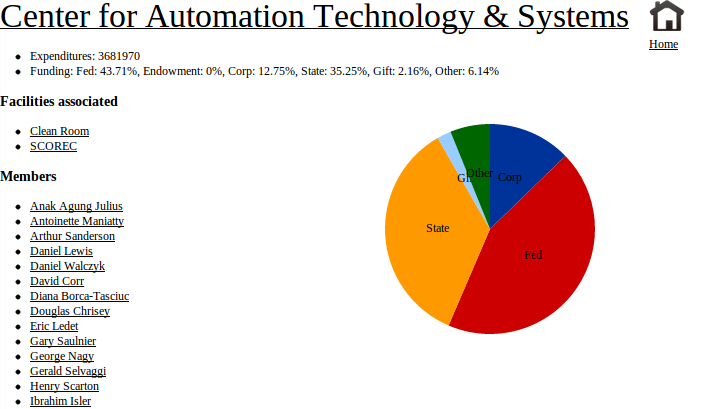 Center for Automation Technology & Systems
Home
Expenditures: 3681970
Funding: Fed: 43.71%, Endowment: 0%, Corp: 12.75%, State: 35.25%, Gift: 2.16%, Other: 6.14%
Facilities associated
Clean Room
SCOREC
Members
Anak Agung Julius
Antoinette Maniatty
Arthur Sanderson
Daniel Lewis
Daniel Walczyk
David Corr
Diana Borca-Tasciuc
Douglas Chrisey
Eric Ledet
Gary Saulnier
George Nagy
Gerald Selvaggi
Henry Scarton
Ibrahim Isler
Other
Corp
State
Fed